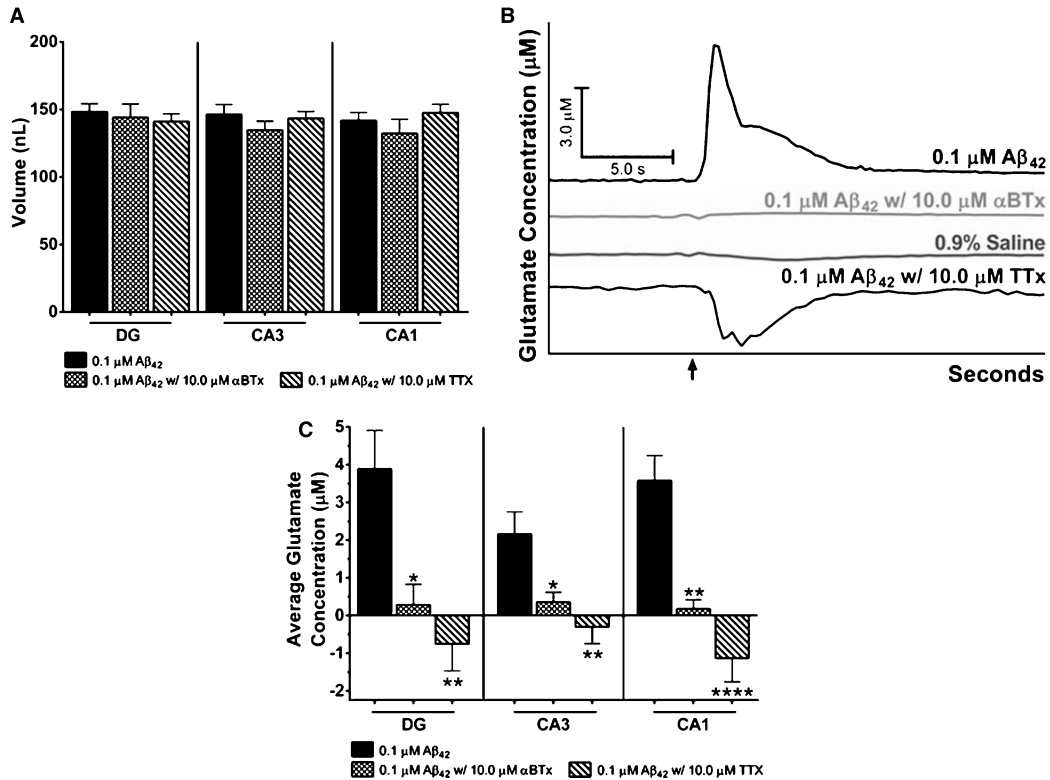 A
200
150
100
50
0
Volume (nL)
DG
CA3
CA1
0.1 μM Aβ42
0.1 μM Aβ42 w/ 10.0 μM αBTx
0.1 μM Aβ42 w/ 10.0 μM TTX
B
Glutamate Concentration (μM)
3.0 μM
5.0 s
0.1 μM Aβ42
0.1 μM Aβ42 w/ 10.0 μM αBTx
0.9% Saline
0.1 μM Aβ42 w/ 10.0 μM TTx
Seconds
C
5
4
3
2
1
0
-1
-2
Average Glutamate
Concentration (μM)
*
**
*
**
**
****
DG
CA3
CA1
0.1 μM Aβ42
0.1 μM Aβ42 w/ 10.0 μM αBTx
0.1 μM Aβ42 w/ 10.0 μM TTX